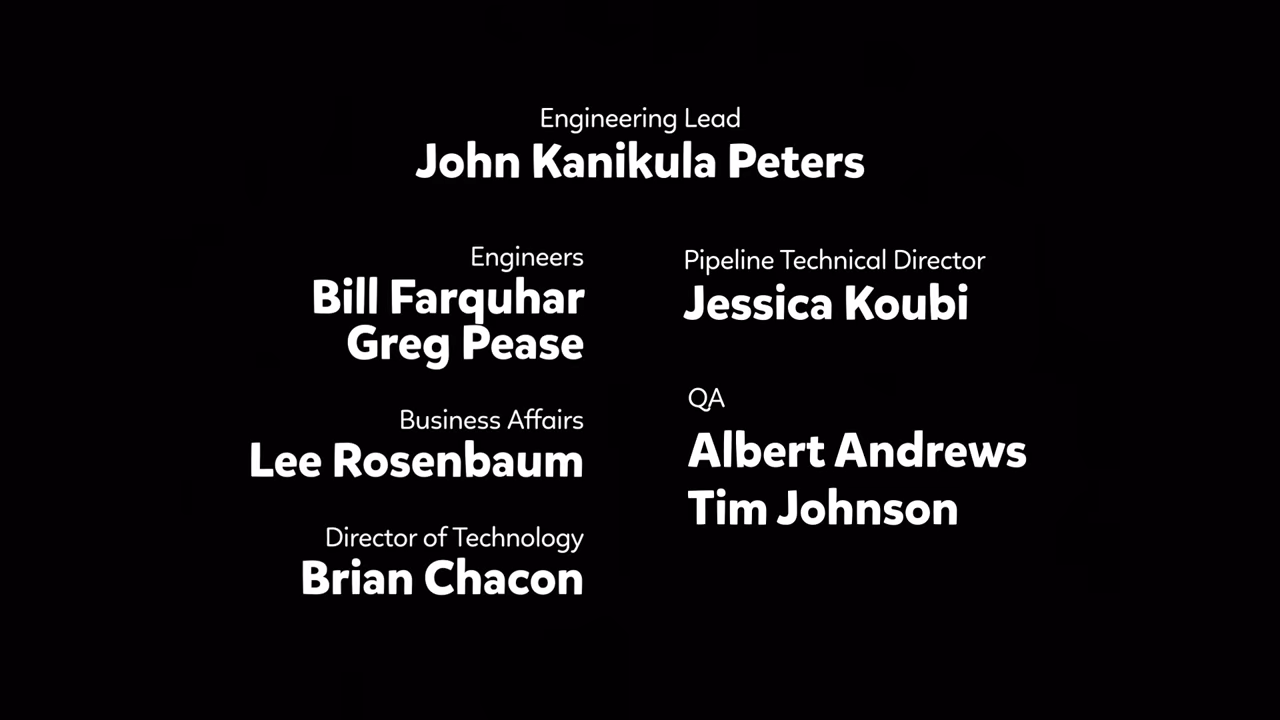 Engineering Lead
John Kanikula Peters
Engineers
Bill Farquhar
Greg Pease
Business Affairs
Lee Rosenbaum
Director of Technology
Brian Chacon
Pipeline Technical Director
Jessica Koubi
QA
Albert Andrews
Tim Johnson